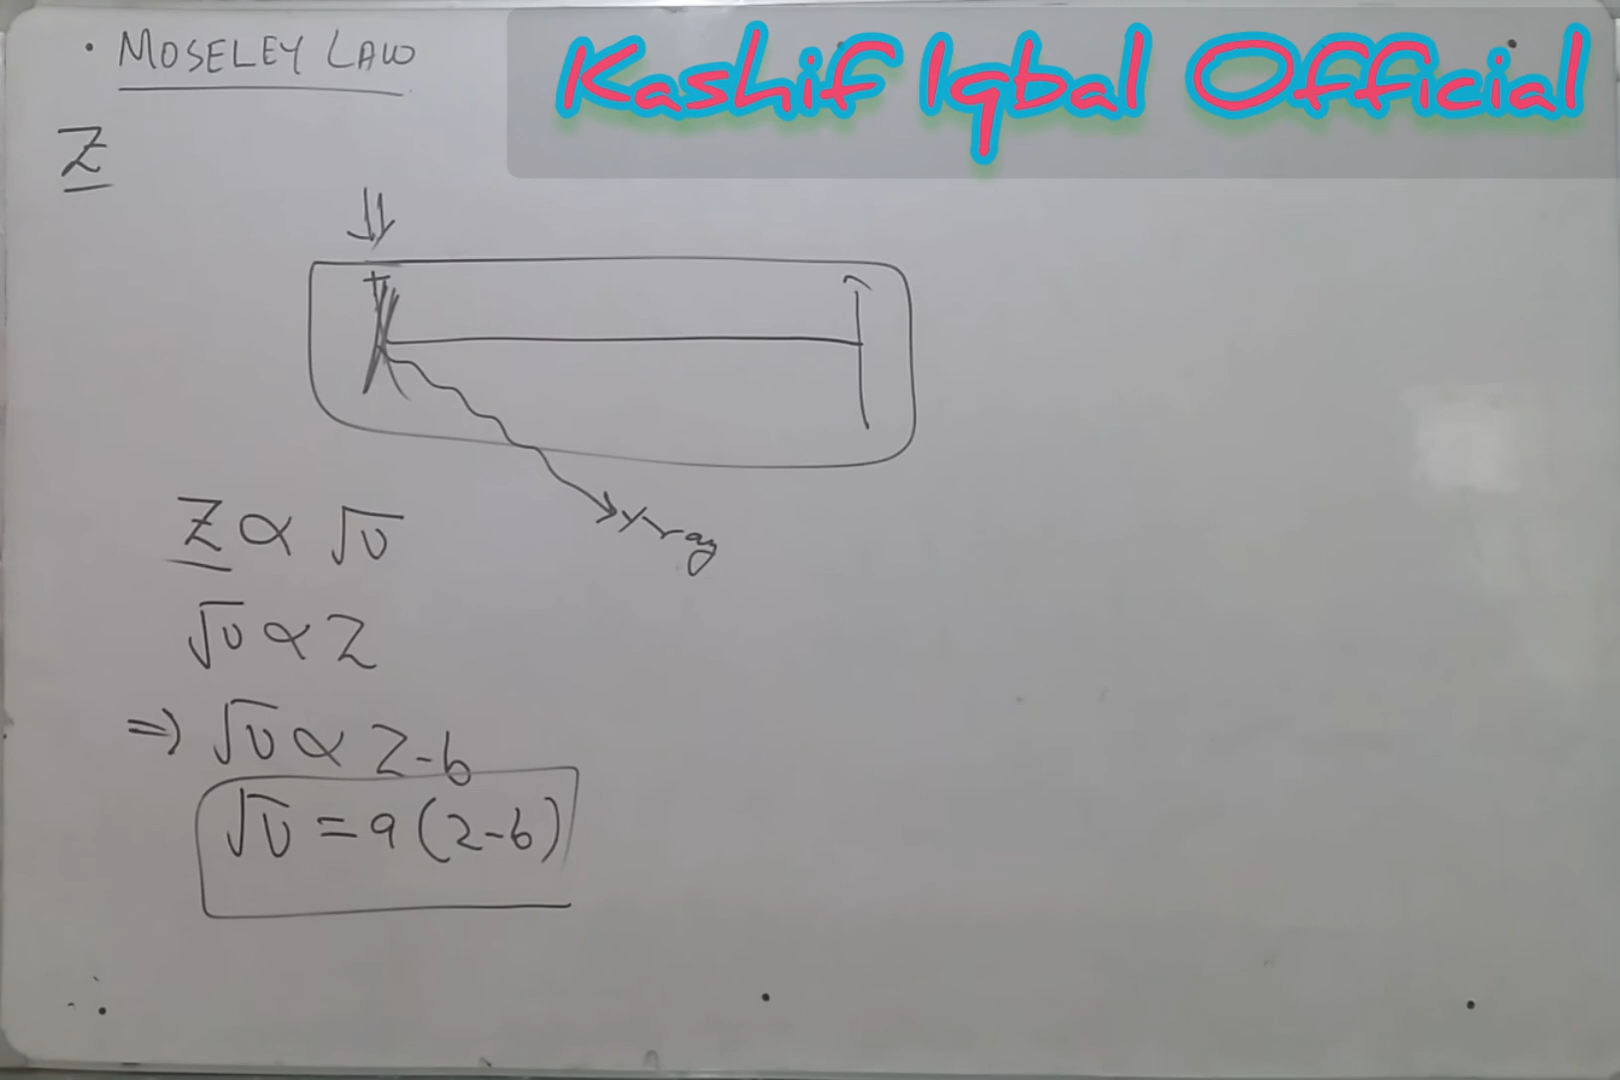 • MOSELEY LAW
Kashif Iqbal Official
Z
X-ray
Z ∝ √υ
√υ ∝ Z
⇒ √υ ∝ Z-b
√υ = a(Z-b)